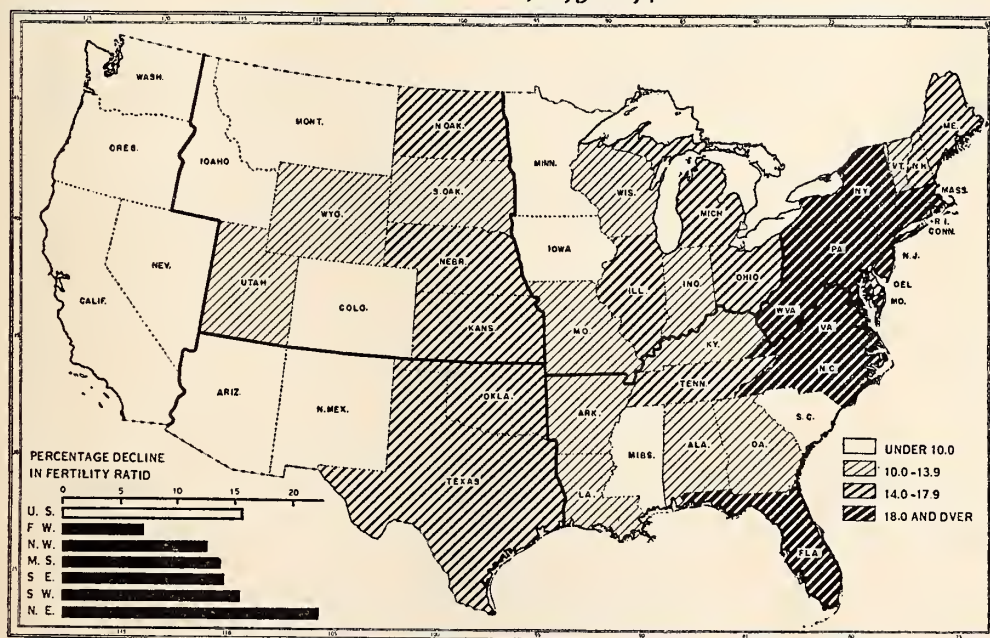 WASH.
MONT.
N.DAK.
OREG.
IDAHO
MINN.
S.DAK.
WIS.
ME.
VT.
N.H.
N.Y.
MASS.
R I.
CONN.
WYO.
MICH
IOWA
NEBR.
PA
N.J.
NEV.
UTAH
ILL.
IND.
OHIO
DEL
MD.
CALIF.
COLO.
KANS.
MO.
W.VA
VA.
KY.
N.C.
ARIZ.
N.MEX.
OKLA.
ARK.
TENN.
S.C.
MISS.
ALA.
GA.
TEXAS
LA.
FLA
PERCENTAGE DECLINE
IN FERTILITY RATIO
0 5 10 15 20
U. S.
F W.
N. W.
M. S.
S E.
S W.
N. E.
UNDER 10.0
10.0-13.9
14.0-17.9
18.0 AND OVER